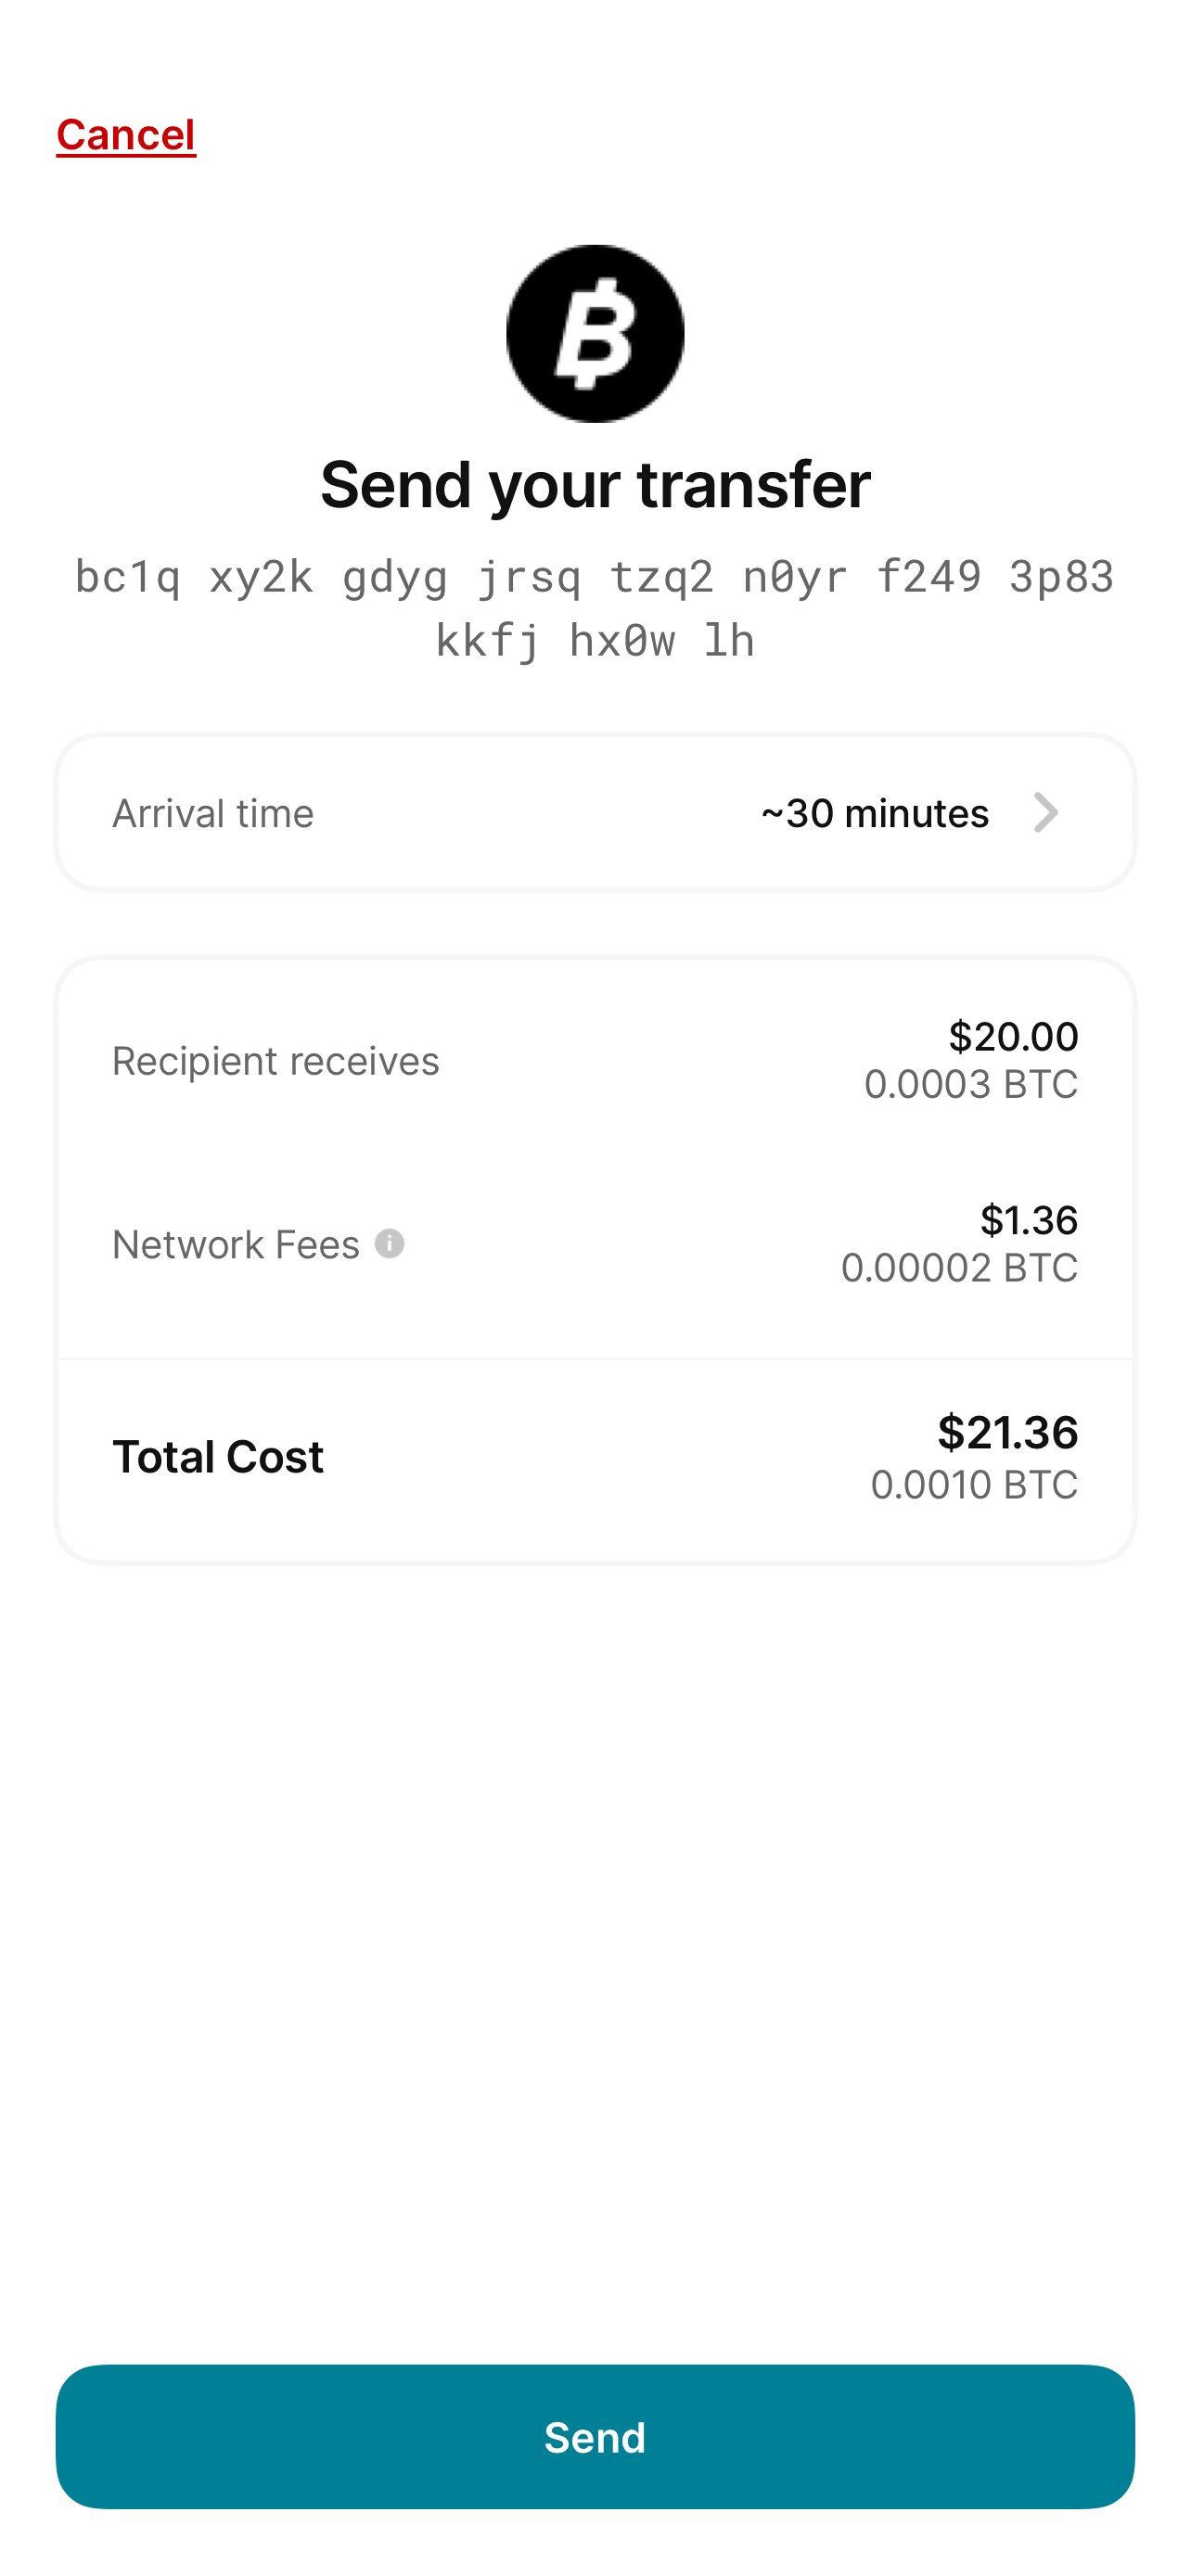 Cancel
Send your transfer
bc1q xy2k gdyg jrsq tzq2 n0yr f249 3p83
kkfj hx0w lh
Arrival time ~30 minutes
Recipient receives $20.00
0.0003 BTC
Network Fees $1.36
0.00002 BTC
Total Cost $21.36
0.0010 BTC
Send